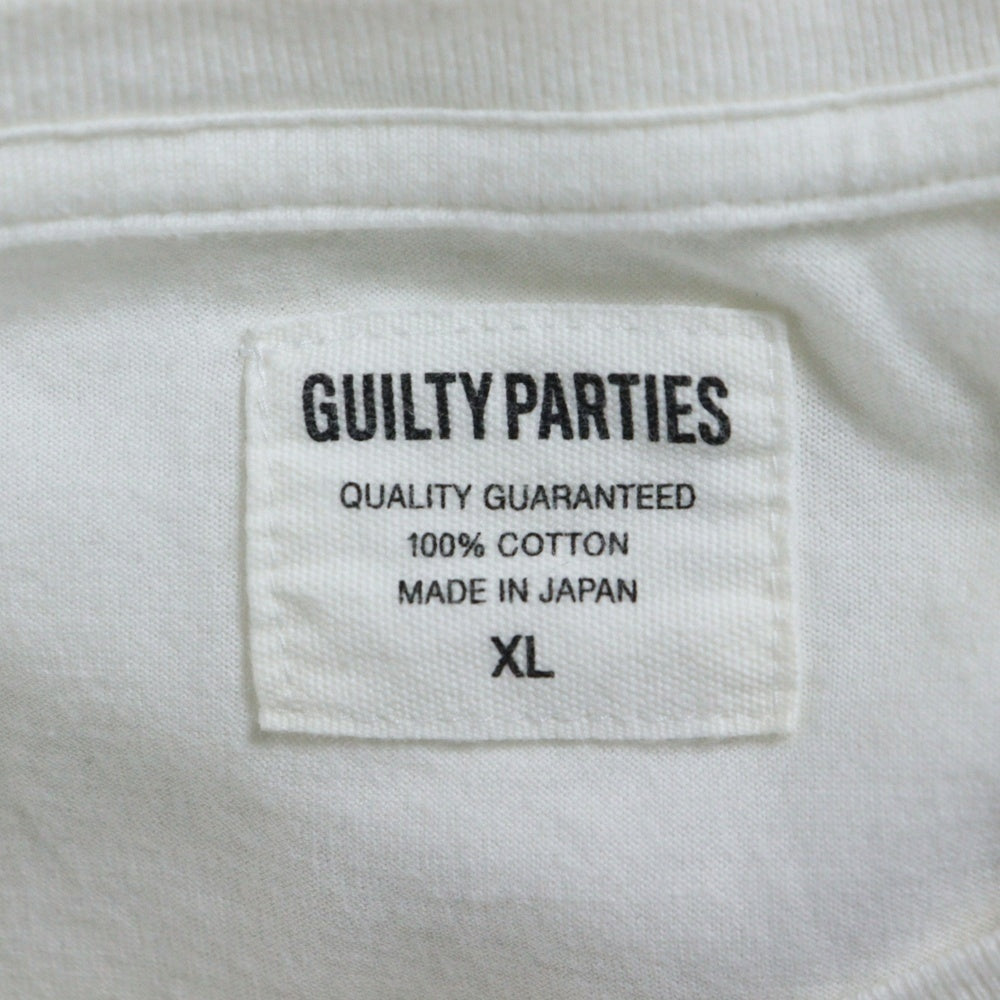 GUILTY PARTIES
QUALITY GUARANTEED
100% COTTON
MADE IN JAPAN
XL